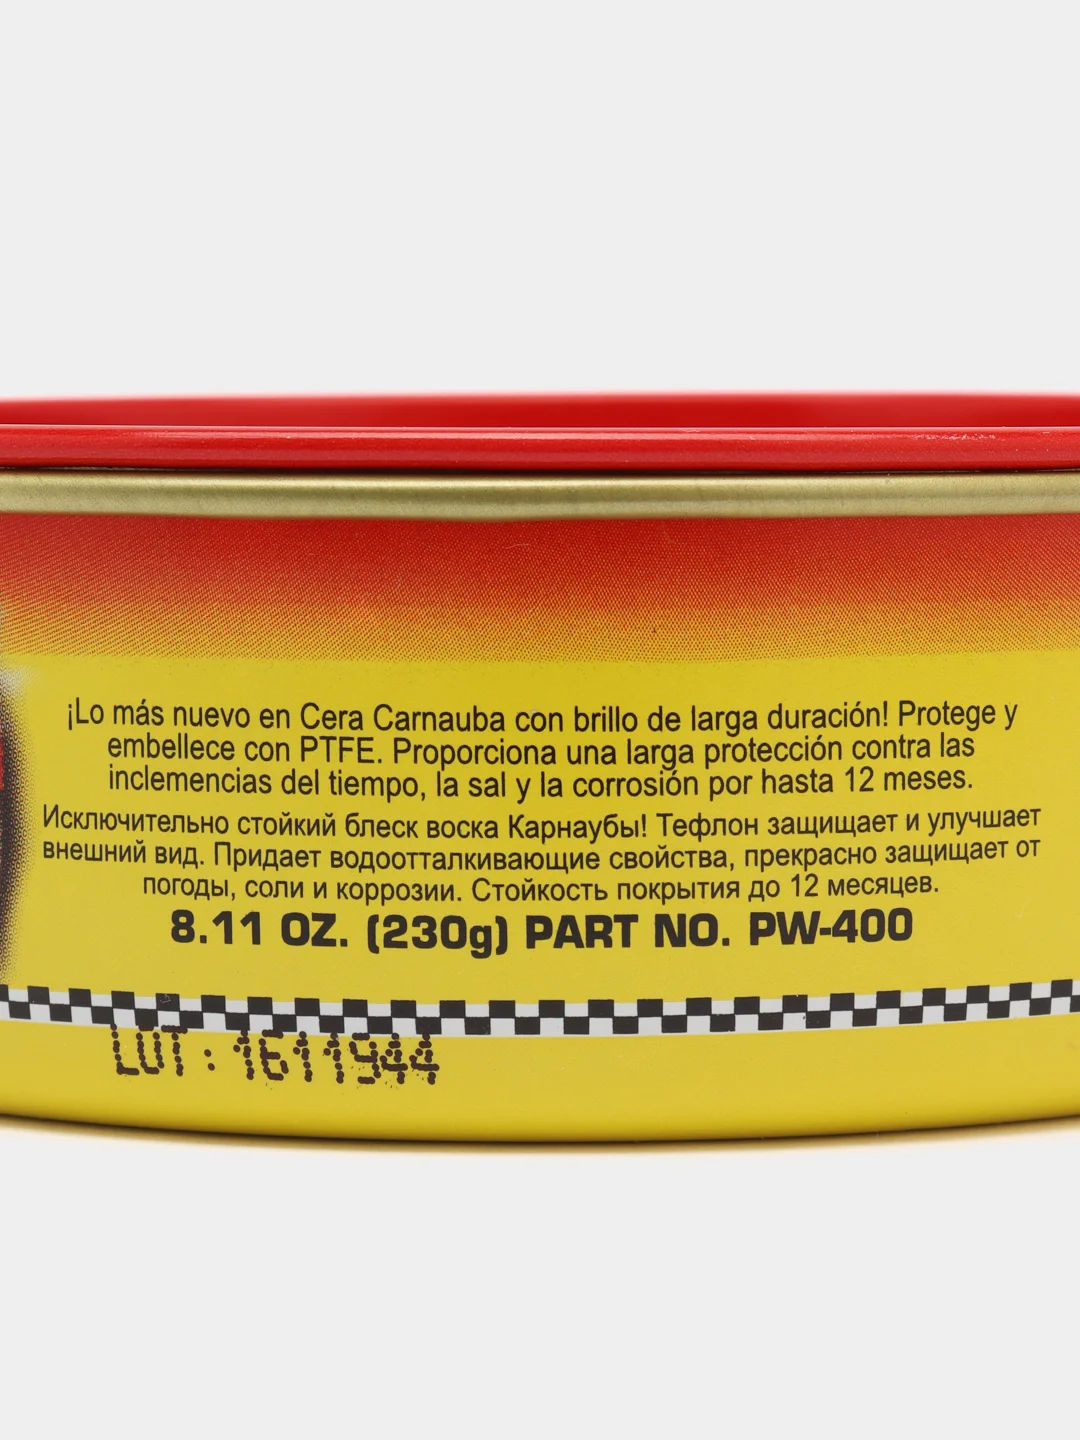 ¡Lo más nuevo en Cera Carnauba con brillo de larga duración! Protege y
embellece con PTFE. Proporciona una larga protección contra las
inclemencias del tiempo, la sal y la corrosión por hasta 12 meses.
Исключительно стойкий блеск воска Карнаубы! Тефлон защищает и улучшает
внешний вид. Придает водоотталкивающие свойства, прекрасно защищает от
погоды, соли и коррозии. Стойкость покрытия до 12 месяцев.
8.11 OZ. (230g) PART NO. PW-400
LOT: 1611944